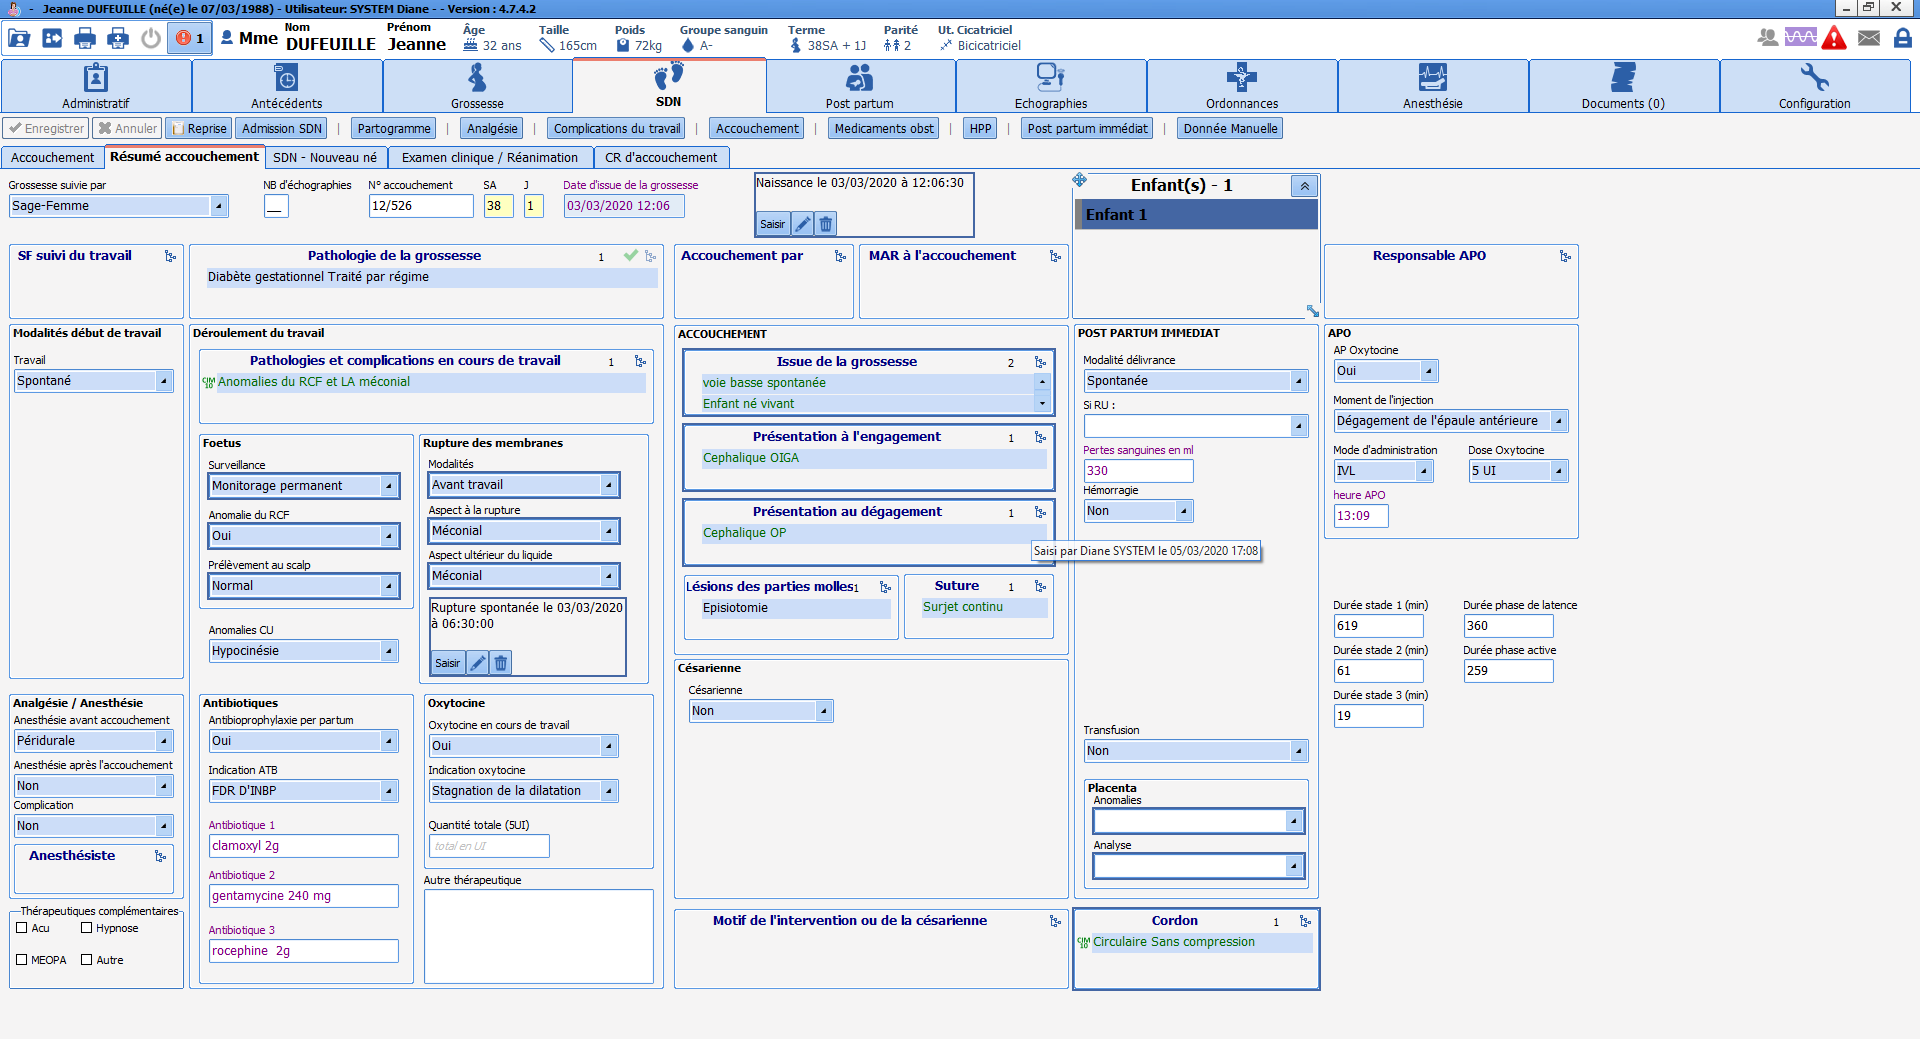 - Jeanne DUFEUILLE (né(e) le 07/03/1988) - Utilisateur: SYSTEM Diane - - Version : 4.7.4.2
1
Mme
Nom
DUFEUILLE
Prénom
Jeanne
Âge
32 ans
Taille
165cm
Poids
72kg
Groupe sanguin
A-
Terme
38SA + 1J
Parité
2
Ut. Cicatriciel
Bicicatriciel
Administratif
Antécédents
Grossesse
SDN
Post partum
Echographies
Ordonnances
Anesthésie
Documents (0)
Configuration
Enregistrer
Annuler
Reprise
Admission SDN
|
Partogramme
|
Analgésie
|
Complications du travail
|
Accouchement
|
Medicaments obst
|
HPP
|
Post partum immédiat
|
Donnée Manuelle
Accouchement
Résumé accouchement
SDN - Nouveau né
Examen clinique / Réanimation
CR d'accouchement
Grossesse suivie par
Sage-Femme
NB d'échographies
__
N° accouchement
12/526
SA
38
J
1
Date d'issue de la grossesse
03/03/2020 12:06
Naissance le 03/03/2020 à 12:06:30
Saisir
Enfant(s) - 1
Enfant 1
SF suivi du travail
Pathologie de la grossesse
1
Diabète gestationnel Traité par régime
Accouchement par
MAR à l'accouchement
Responsable APO
Modalités début de travail
Travail
Spontané
Déroulement du travail
Pathologies et complications en cours de travail
1
CIM
10
Anomalies du RCF et LA méconial
Foetus
Surveillance
Monitorage permanent
Anomalie du RCF
Oui
Prélèvement au scalp
Normal
Anomalies CU
Hypocinésie
Rupture des membranes
Modalités
Avant travail
Aspect à la rupture
Méconial
Aspect ultérieur du liquide
Méconial
Rupture spontanée le 03/03/2020
à 06:30:00
Saisir
ACCOUCHEMENT
Issue de la grossesse
2
voie basse spontanée
Enfant né vivant
Présentation à l'engagement
1
Cephalique OIGA
Présentation au dégagement
1
Cephalique OP
Lésions des parties molles
1
Episiotomie
Suture
1
Surjet continu
Césarienne
Césarienne
Non
POST PARTUM IMMEDIAT
Modalité délivrance
Spontanée
Si RU :
Pertes sanguines en ml
330
Hémorragie
Non
Saisi par Diane SYSTEM le 05/03/2020 17:08
Transfusion
Non
Placenta
Anomalies
Analyse
APO
AP Oxytocine
Oui
Moment de l'injection
Dégagement de l'épaule antérieure
Mode d'administration
IVL
Dose Oxytocine
5 UI
heure APO
13:09
Durée stade 1 (min)
619
Durée phase de latence
360
Durée stade 2 (min)
61
Durée phase active
259
Durée stade 3 (min)
19
Analgésie / Anesthésie
Anesthésie avant accouchement
Péridurale
Anesthésie après l'accouchement
Non
Complication
Non
Anesthésiste
Thérapeutiques complémentaires
Acu
Hypnose
MEOPA
Autre
Antibiotiques
Antibioprophylaxie per partum
Oui
Indication ATB
FDR D'INBP
Antibiotique 1
clamoxyl 2g
Antibiotique 2
gentamycine 240 mg
Antibiotique 3
rocephine 2g
Oxytocine
Oxytocine en cours de travail
Oui
Indication oxytocine
Stagnation de la dilatation
Quantité totale (5UI)
total en UI
Autre thérapeutique
Motif de l'intervention ou de la césarienne
Cordon
1
CIM
10
Circulaire Sans compression